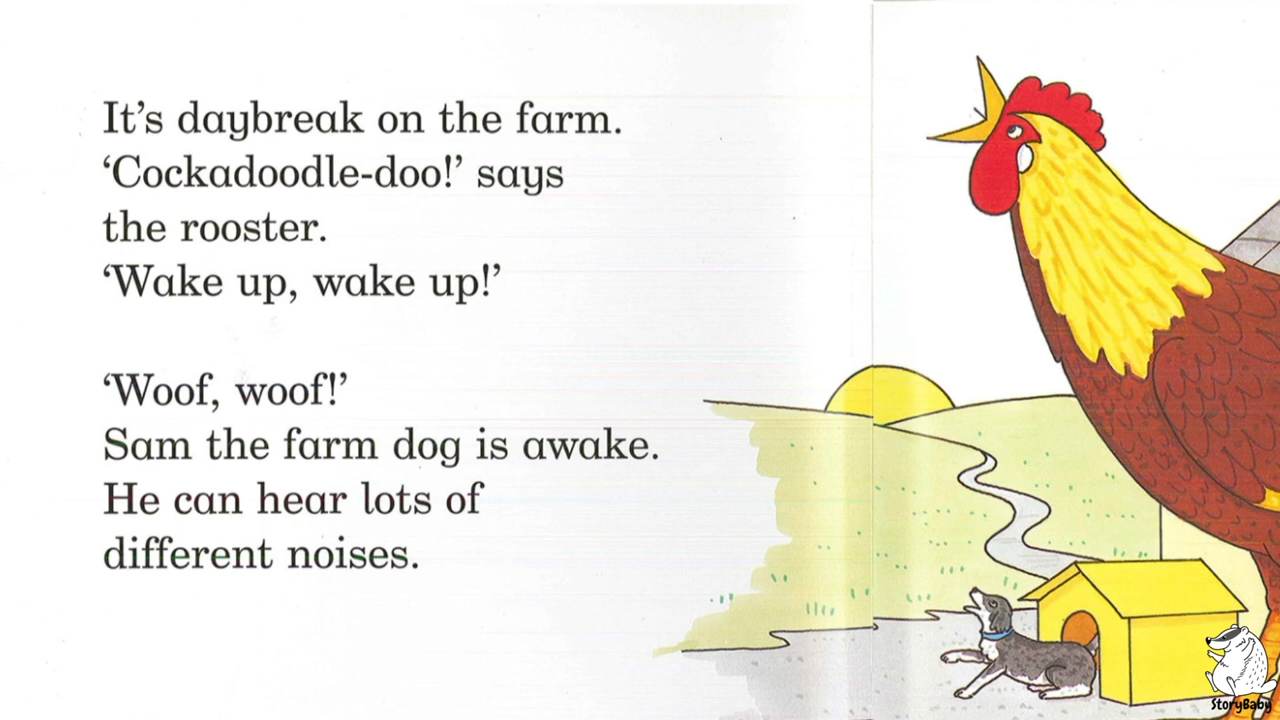 It's daybreak on the farm.
‘Cockadoodle-doo!’ says
the rooster.
‘Wake up, wake up!’
‘Woof, woof!’
Sam the farm dog is awake.
He can hear lots of
different noises.
StoryBaby